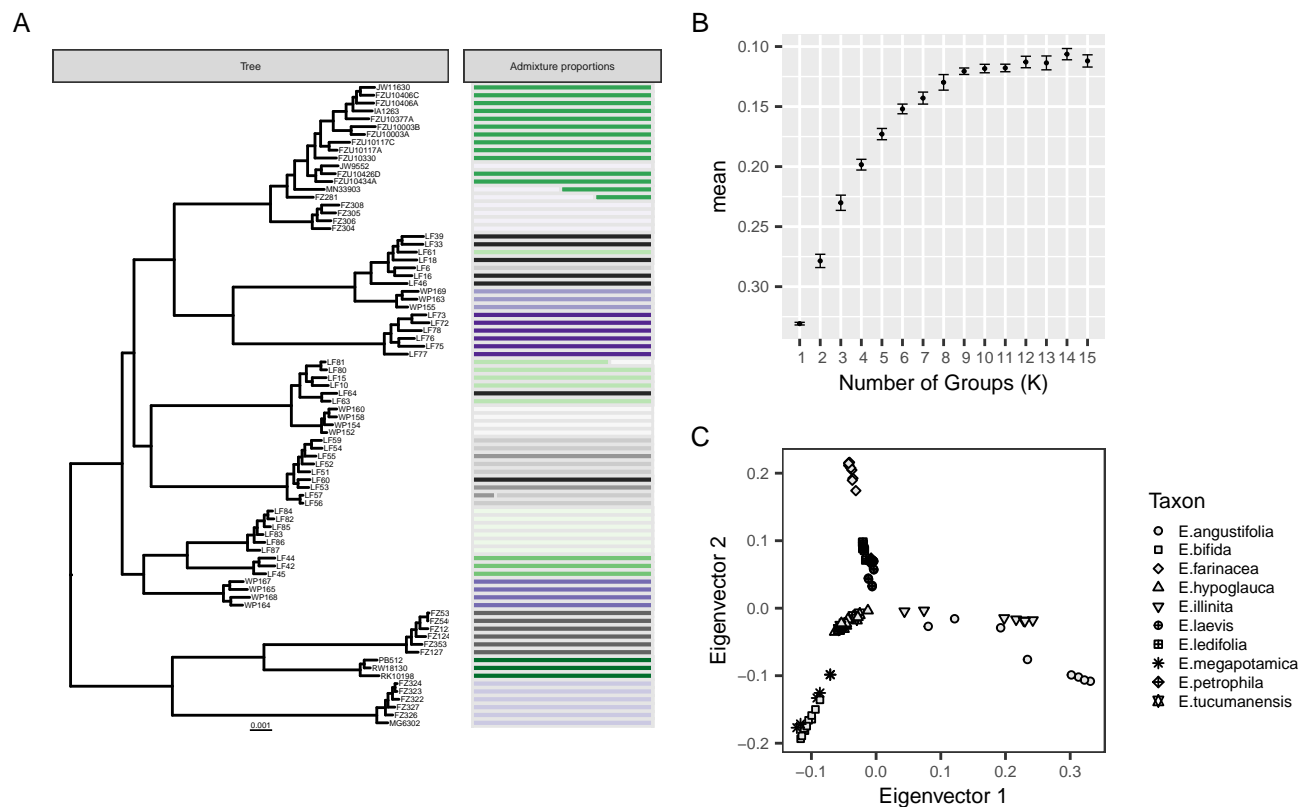 A
Tree
Admixture proportions
JW11630
FZU10406C
FZU10406A
IA1263
FZU10377A
FZU10003B
FZU10003A
FZU10117C
FZU10117A
FZU10330
JW9552
FZU10426D
FZU10434A
MN33903
FZ281
FZ308
FZ305
FZ306
FZ304
LF39
LF33
LF61
LF18
LF6
LF16
LF46
WP169
WP163
WP155
LF73
LF72
LF78
LF76
LF75
LF77
LF81
LF80
LF15
LF10
LF64
LF63
WP160
WP158
WP154
WP152
LF59
LF54
LF55
LF52
LF51
LF60
LF53
LF57
LF56
LF84
LF82
LF85
LF83
LF86
LF87
LF44
LF42
LF45
WP167
WP165
WP168
WP164
FZ353
FZ127
PB512
RW18130
RK10198
FZ324
FZ323
FZ322
FZ327
FZ326
MG6302
0.001
B
0.10
0.15
0.20
0.25
0.30
mean
1 2 3 4 5 6 7 8 9 10 11 12 13 14 15
Number of Groups (K)
C
0.2
0.1
0.0
−0.1
−0.2
Eigenvector 2
−0.1 0.0 0.1 0.2 0.3
Eigenvector 1
Taxon
E.angustifolia
E.bifida
E.farinacea
E.hypoglauca
E.illinita
E.laevis
E.ledifolia
E.megapotamica
E.petrophila
E.tucumanensis